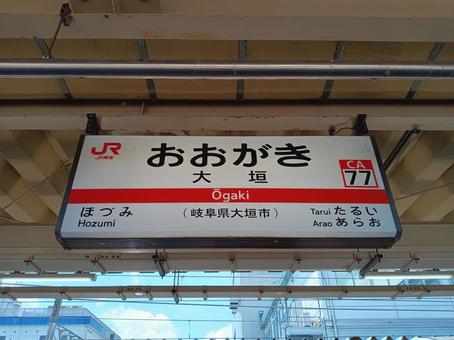 JR
JR東海
おおがき
大垣
CA
77
Ōgaki
ほづみ
Hozumi
（岐阜県大垣市）
Tarui たるい
Arao あらお